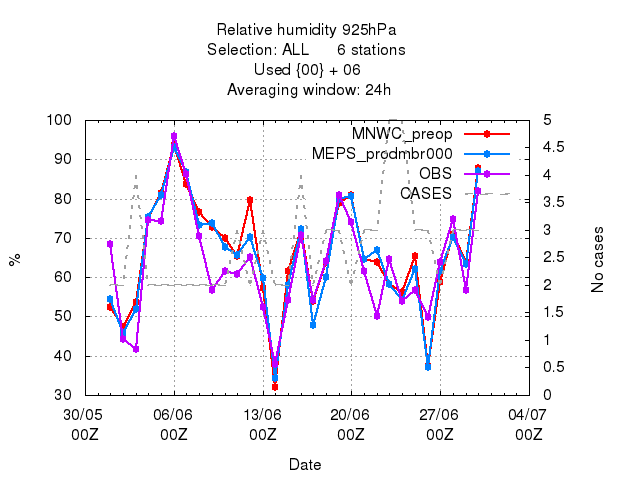 Relative humidity 925hPa
Selection: ALL 6 stations
Used {00} + 06
Averaging window: 24h
MNWC_preop
MEPS_prodmbr000
OBS
CASES
%
100
90
80
70
60
50
40
30
5
4.5
4
3.5
3
2.5
2
1.5
1
0.5
0
No cases
30/05 06/06 13/06 20/06 27/06 04/07
00Z 00Z 00Z 00Z 00Z 00Z
Date